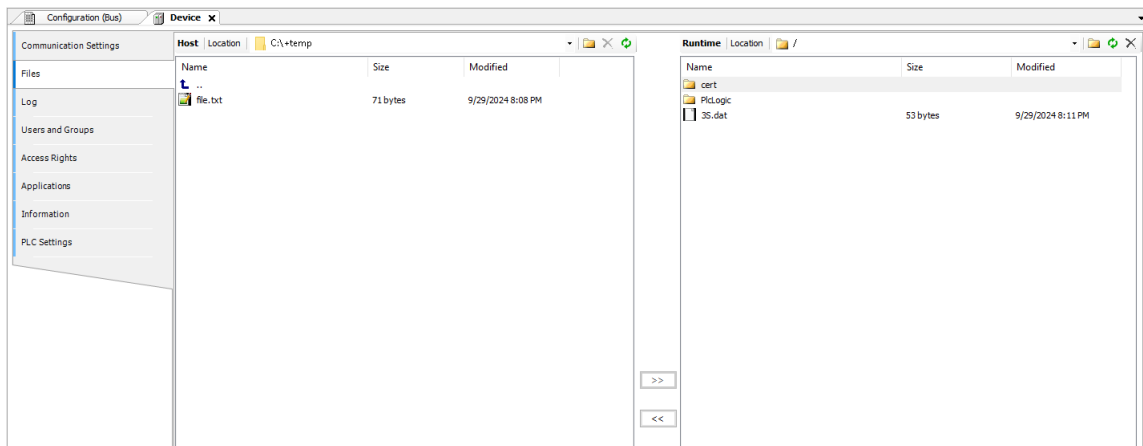 Configuration (Bus) Device X
Communication Settings
Files
Log
Users and Groups
Access Rights
Applications
Information
PLC Settings
Host Location C:\+temp
Name Size Modified
..
file.txt 71 bytes 9/29/2024 8:08 PM
>>
<<
Runtime Location /
Name Size Modified
cert
PlcLogic
3S.dat 53 bytes 9/29/2024 8:11 PM